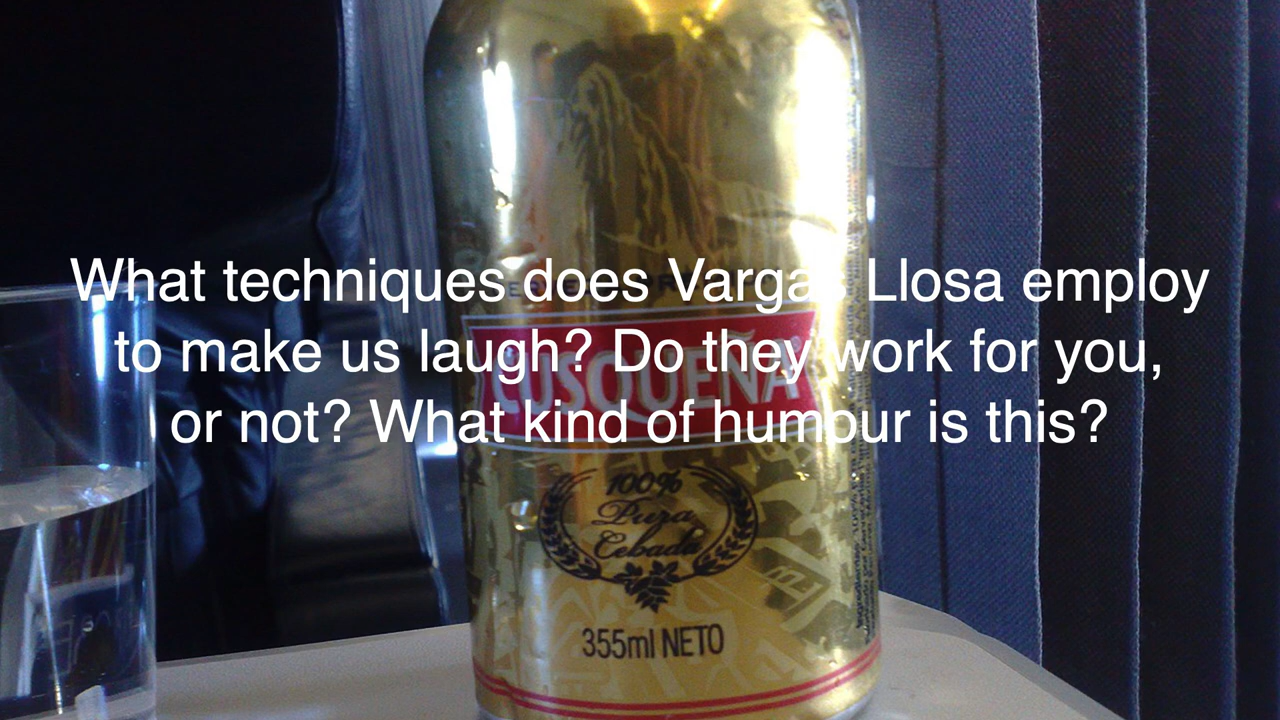 What techniques does Vargas Llosa employ
to make us laugh? Do they work for you,
or not? What kind of humour is this?
CUSQUEÑA
100%
Pura
Cebada
355ml NETO